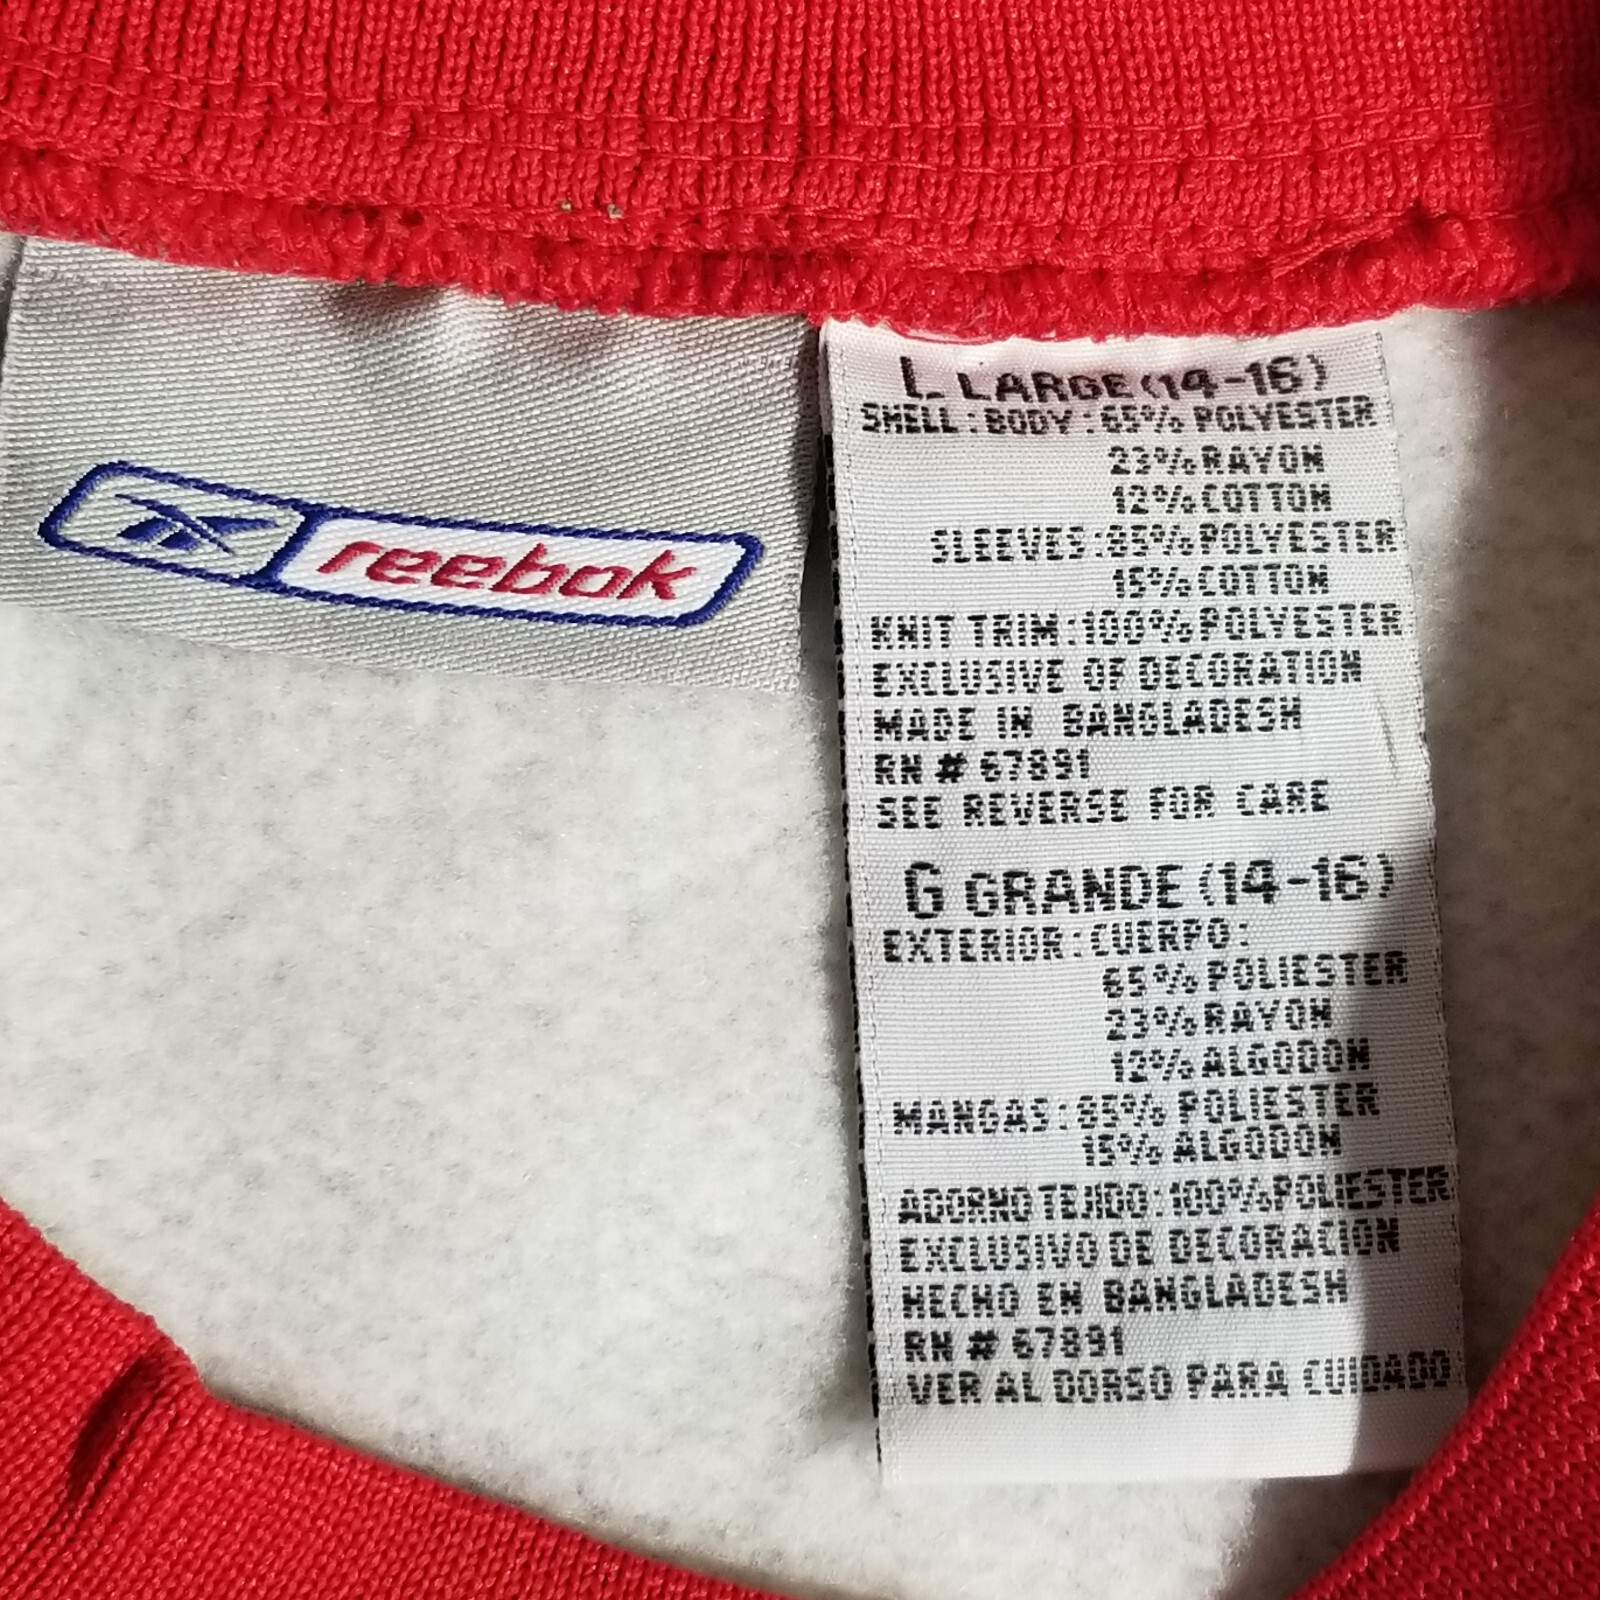 reebok
L LARGE (14-16)
SHELL: BODY: 65% POLYESTER
23% RAYON
12% COTTON
SLEEVES: 85% POLYESTER
15% COTTON
KNIT TRIM: 100% POLYESTER
EXCLUSIVE OF DECORATION
MADE IN BANGLADESH
RN # 67891
SEE REVERSE FOR CARE
G GRANDE (14-16)
EXTERIOR: CUERPO:
65% POLIESTER
23% RAYON
12% ALGODON
MANGAS: 85% POLIESTER
15% ALGODON
ADORNO TEJIDO: 100% POLIESTER
EXCLUSIVO DE DECORACION
HECHO EN BANGLADESH
RN # 67891
VER AL DORSO PARA CUIDADO